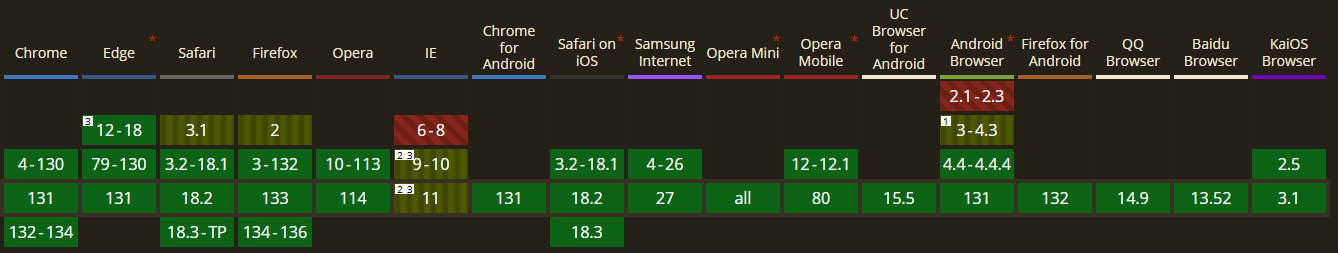 Chrome Edge * Safari Firefox Opera IE Chrome for Android Safari on iOS * Samsung Internet Opera Mini * Opera Mobile * UC Browser for Android Android Browser * Firefox for Android QQ Browser Baidu Browser KaiOS Browser
2.1-2.3
3 12-18 3.1 2 6-8 1 3-4.3
4-130 79-130 3.2-18.1 3-132 10-113 2 3 9-10 3.2-18.1 4-26 12-12.1 4.4-4.4.4 2.5
131 131 18.2 133 114 2 3 11 131 18.2 27 all 80 15.5 131 132 14.9 13.52 3.1
132-134 18.3-TP 134-136 18.3